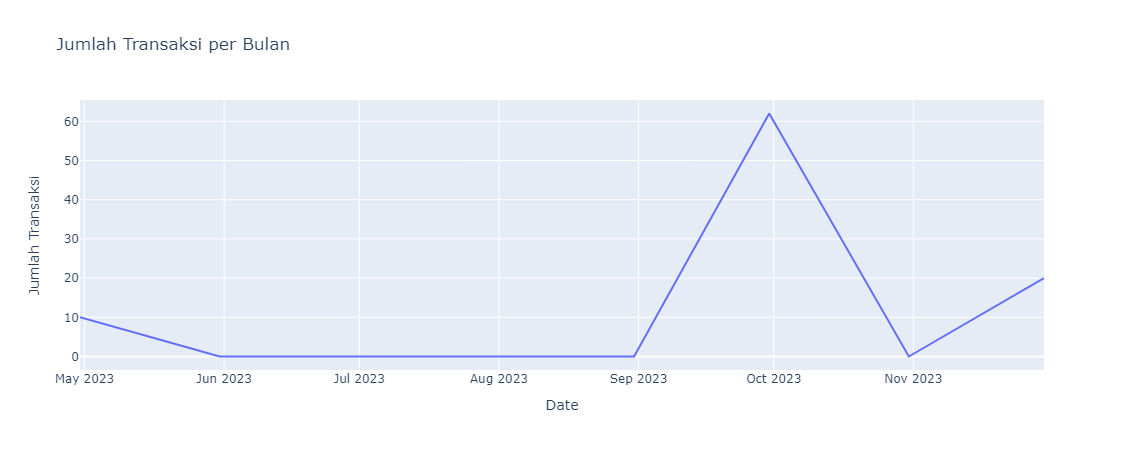 Jumlah Transaksi per Bulan
Jumlah Transaksi
60
50
40
30
20
10
0
May 2023 Jun 2023 Jul 2023 Aug 2023 Sep 2023 Oct 2023 Nov 2023
Date